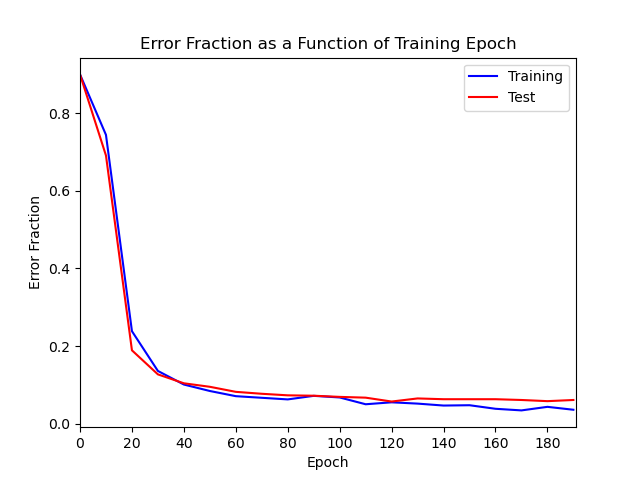 Error Fraction as a Function of Training Epoch
Training
Test
Error Fraction
0.8
0.6
0.4
0.2
0.0
0 20 40 60 80 100 120 140 160 180
Epoch